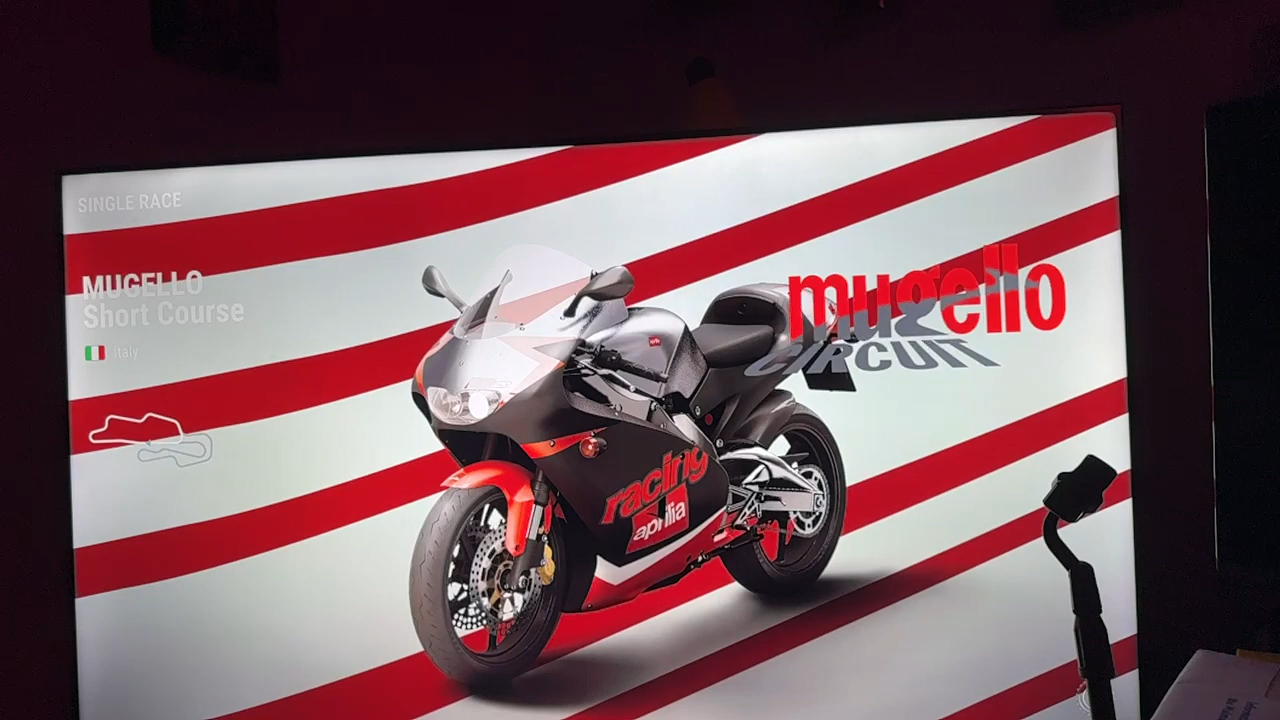 SINGLE RACE
MUGELLO
Short Course
Italy
mugello
CIRCUIT
racing
aprilia